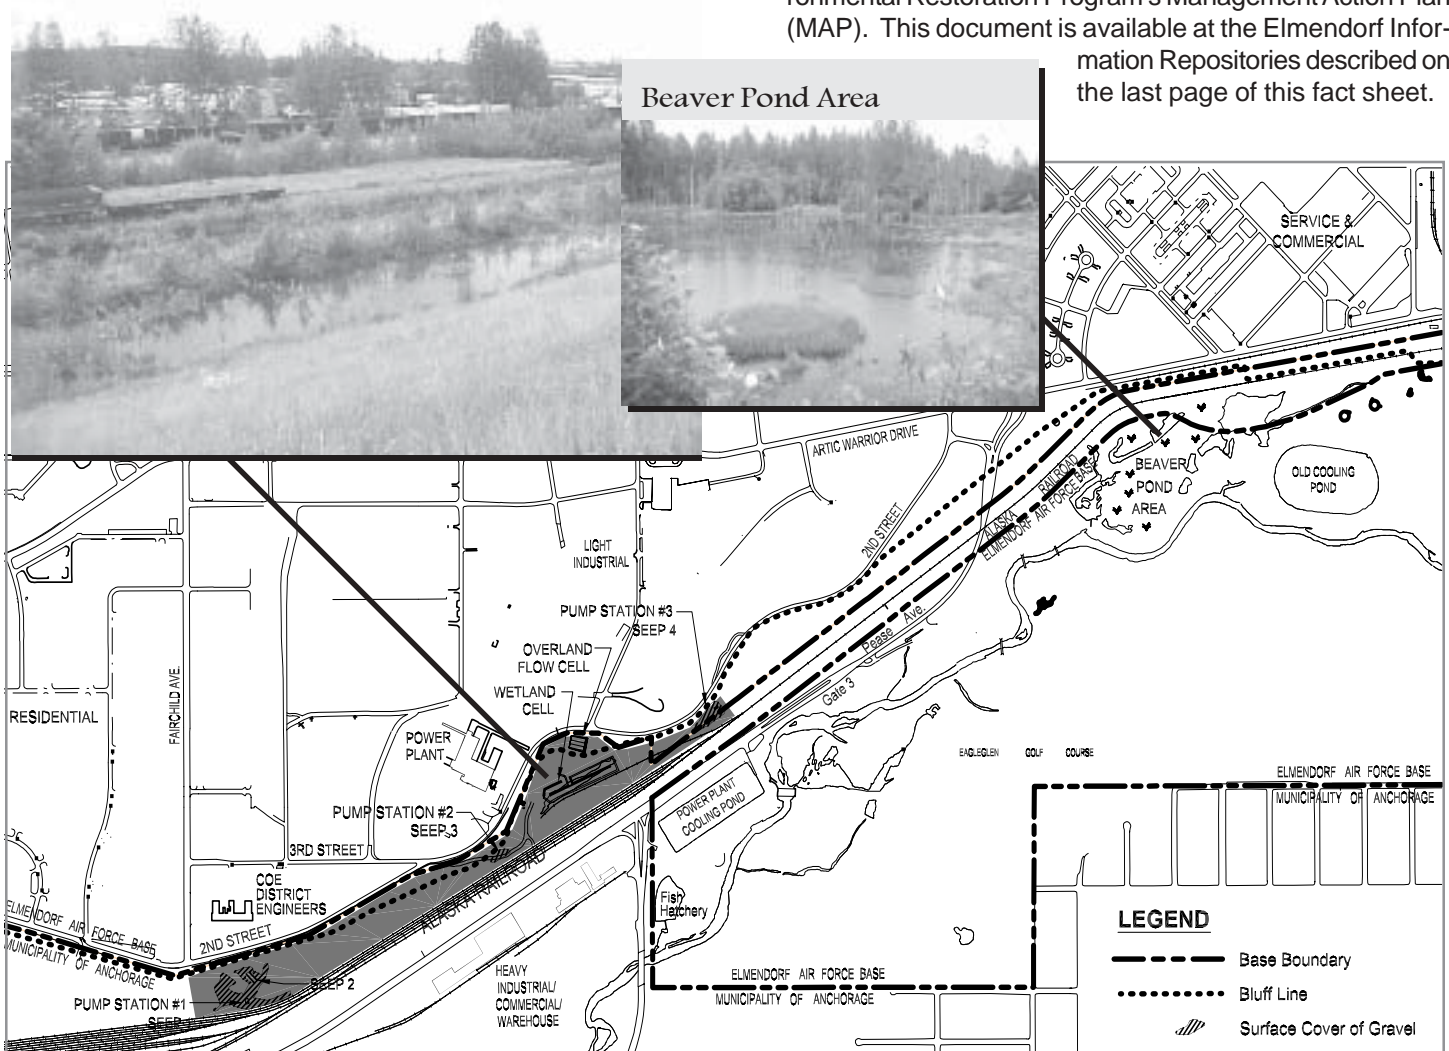 ronmental Restoration Program's Management Action Plan
(MAP). This document is available at the Elmendorf Infor-
mation Repositories described on
the last page of this fact sheet.
Beaver Pond Area
SERVICE &
COMMERCIAL
ARTIC WARRIOR DRIVE
2ND STREET
ALASKA RAILROAD
ELMENDORF AIR FORCE BASE
BEAVER
POND
AREA
OLD COOLING
POND
LIGHT
INDUSTRIAL
PUMP STATION #3
SEEP 4
OVERLAND
FLOW CELL
WETLAND
CELL
Pease Ave.
Gate 3
RESIDENTIAL
FAIRCHILD AVE.
POWER
PLANT
EAGLEGLEN GOLF COURSE
ELMENDORF AIR FORCE BASE
MUNICIPALITY OF ANCHORAGE
POWER PLANT
COOLING POND
PUMP STATION #2
SEEP 3
3RD STREET
ALASKA RAILROAD
COE
DISTRICT
ENGINEERS
Fish
Hatchery
ELMENDORF AIR FORCE BASE
MUNICIPALITY OF ANCHORAGE
2ND STREET
SEEP 2
PUMP STATION #1
SEEP 1
HEAVY
INDUSTRIAL/
COMMERCIAL/
WAREHOUSE
ELMENDORF AIR FORCE BASE
MUNICIPALITY OF ANCHORAGE
LEGEND
Base Boundary
Bluff Line
Surface Cover of Gravel